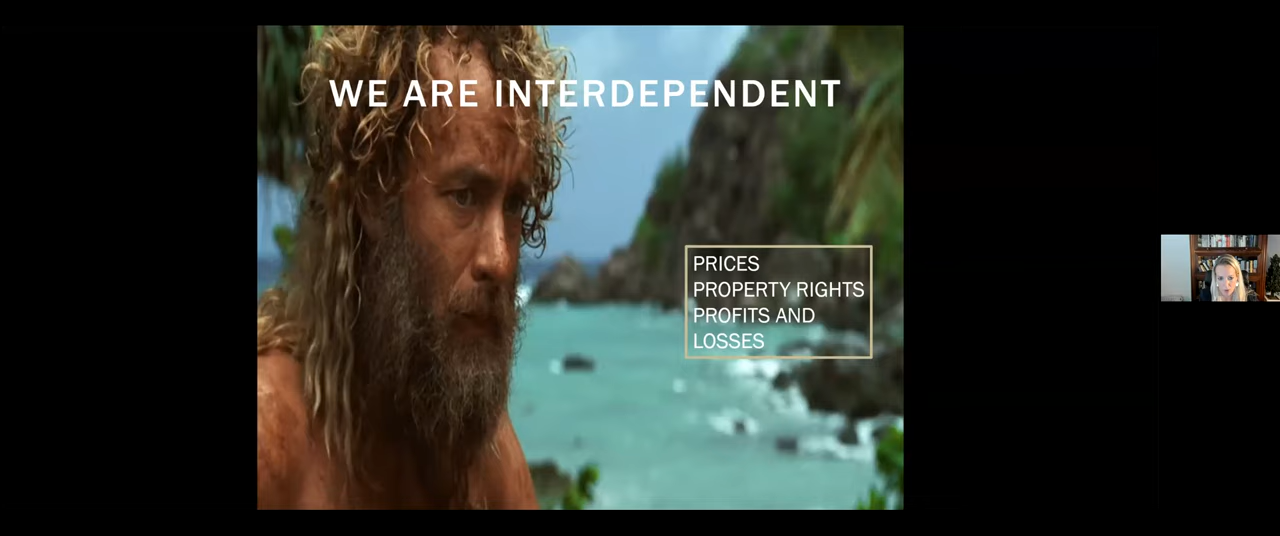 WE ARE INTERDEPENDENT
PRICES
PROPERTY RIGHTS
PROFITS AND
LOSSES